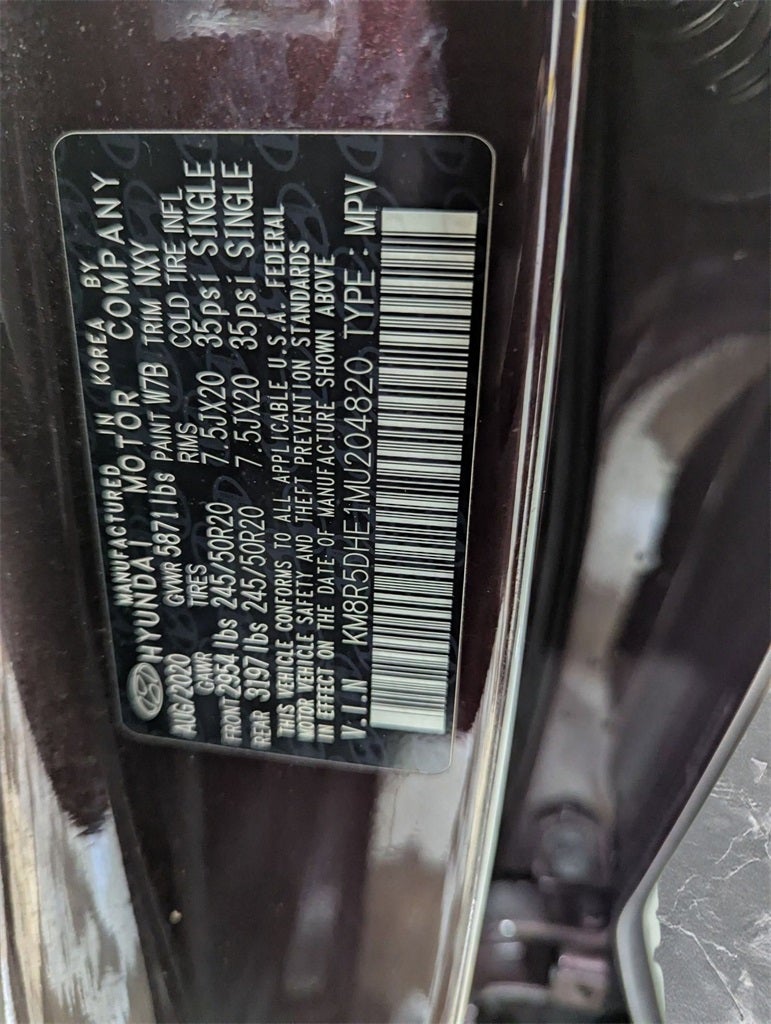 MANUFACTURED IN KOREA BY
HYUNDAI MOTOR COMPANY
AUG/2020 GVWR 5871lbs PAINT W7B TRIM NXY
GAWR TIRES RMS COLD TIRE INFL
FRONT 2954lbs 245/50R20 7.5JX20 35psi SINGLE
REAR 3197lbs 245/50R20 7.5JX20 35psi SINGLE
THIS VEHICLE CONFORMS TO ALL APPLICABLE U.S.A. FEDERAL
MOTOR VEHICLE SAFETY AND THEFT PREVENTION STANDARDS
IN EFFECT ON THE DATE OF MANUFACTURE SHOWN ABOVE
V.I.N KM8R5DHE1MU204820 TYPE : MPV